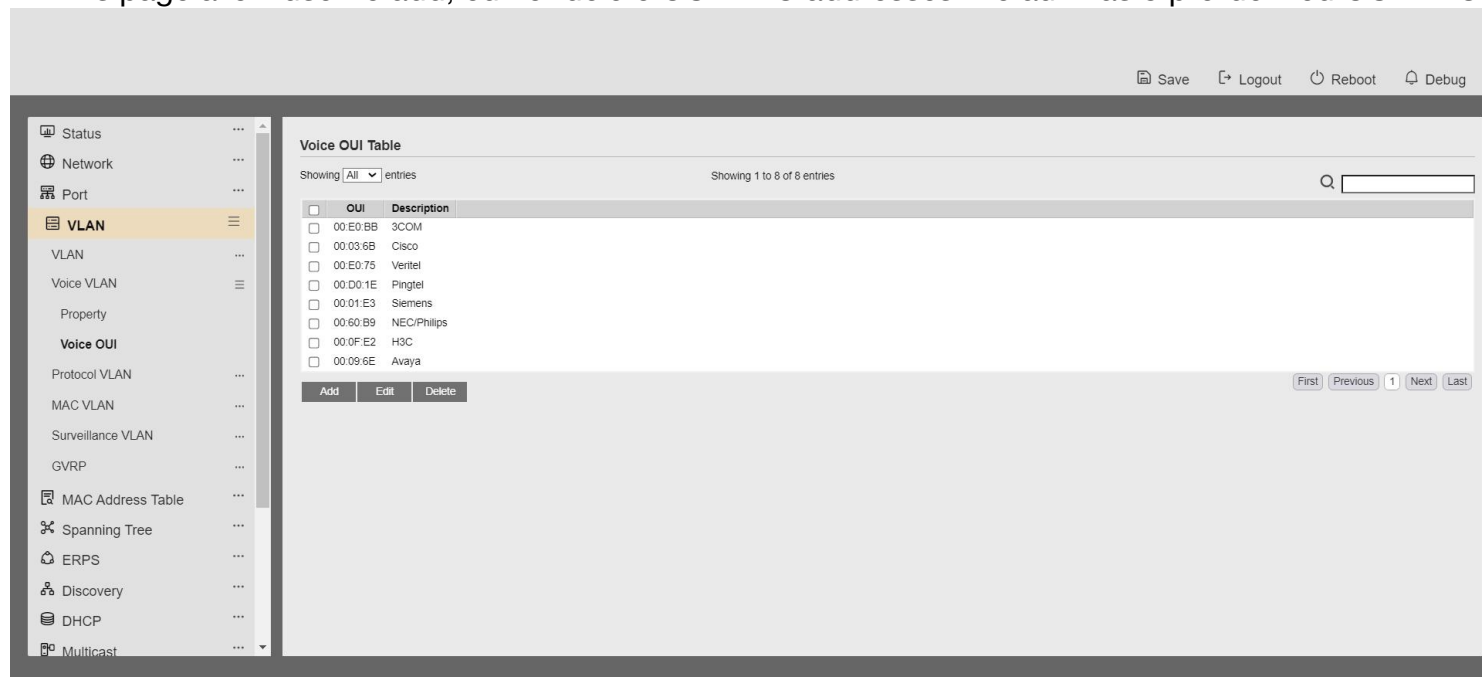 Save Logout Reboot Debug
Status
Network
Port
VLAN
VLAN
Voice VLAN
Property
Voice OUI
Protocol VLAN
MAC VLAN
Surveillance VLAN
GVRP
MAC Address Table
Spanning Tree
ERPS
Discovery
DHCP
Multicast
Voice OUI Table
Showing All entries Showing 1 to 8 of 8 entries
OUI Description
00:E0:BB 3COM
00:03:6B Cisco
00:E0:75 Veritel
00:D0:1E Pingtel
00:01:E3 Siemens
00:60:B9 NEC/Philips
00:0F:E2 H3C
00:09:6E Avaya
Add Edit Delete
First Previous 1 Next Last